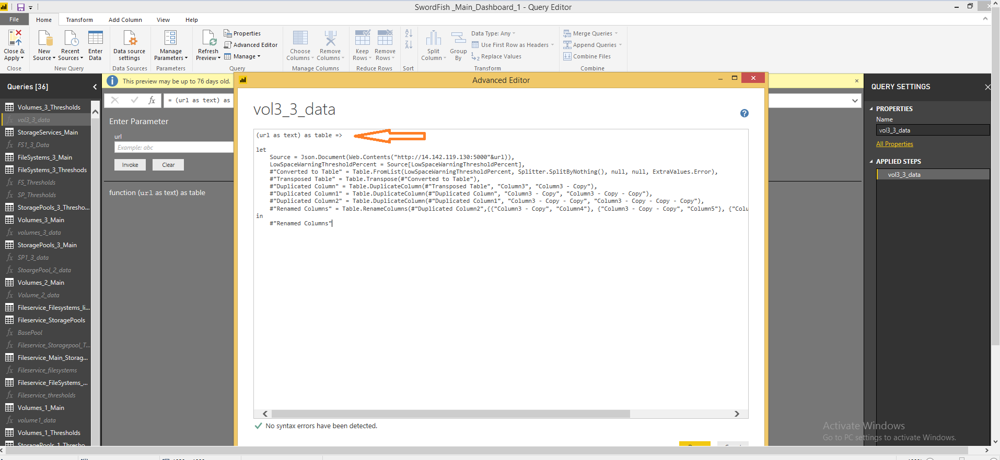 SwordFish _Main_Dashboard_1 - Query Editor
File Home Transform Add Column View Help
Close & Apply
New Source
Recent Sources
Enter Data
Data source settings
Manage Parameters
Refresh Preview
Properties
Advanced Editor
Manage
Choose Columns
Remove Columns
Keep Rows
Remove Rows
Split Column
Group By
Data Type: Any
Use First Row as Headers
Replace Values
Merge Queries
Append Queries
Combine Files
Close New Query Data Sources Parameters Query Manage Columns Reduce Rows Sort Transform Combine
Queries [36]
Volumes_3_Thresholds
vol3_3_data
StorageServices_Main
FS1_3_Data
FileSystems_3_Main
FileSystems_3_Threshods
FS_Thresholds
SP_Thresholds
StoragePools_3_Thresho...
Volumes_3_Main
volumes_3_data
StoragePools_3_Main
SP1_3_data
StoargePool_2_data
Volumes_2_Main
Volume_2_data
Fileservice_Filesystems_li...
Fileservice_StoragePools
BasePool
Fileservice_Storagepool_T...
Fileservice_Main_Storag...
Fileservice_filesystems
Fileservice_FileSystems_...
Fileservice_thresholds
Volumes_1_Main
volume1_data
Volumes_1_Thresholds
StoragePools_1_Thresho...
This preview may be up to 76 days old.
fx
= (url as text) as
Enter Parameter
url
Example: abc
Invoke Clear
function (url as text) as table
Advanced Editor
vol3_3_data
(url as text) as table =>
let
Source = Json.Document(Web.Contents("http://14.142.119.130:5000"&url)),
LowSpaceWarningThresholdPercent = Source[LowSpaceWarningThresholdPercent],
#"Converted to Table" = Table.FromList(LowSpaceWarningThresholdPercent, Splitter.SplitByNothing(), null, null, ExtraValues.Error),
#"Transposed Table" = Table.Transpose(#"Converted to Table"),
#"Duplicated Column" = Table.DuplicateColumn(#"Transposed Table", "Column3", "Column3 - Copy"),
#"Duplicated Column1" = Table.DuplicateColumn(#"Duplicated Column", "Column3 - Copy", "Column3 - Copy - Copy"),
#"Duplicated Column2" = Table.DuplicateColumn(#"Duplicated Column1", "Column3 - Copy - Copy", "Column3 - Copy - Copy - Copy"),
#"Renamed Columns" = Table.RenameColumns(#"Duplicated Column2",{{"Column3 - Copy", "Column4"}, {"Column3 - Copy - Copy", "Column5"}, {"Colu
in
#"Renamed Columns"
No syntax errors have been detected.
QUERY SETTINGS
PROPERTIES
Name
vol3_3_data
All Properties
APPLIED STEPS
vol3_3_data
Activate Windows
Go to PC settings to activate Windows.